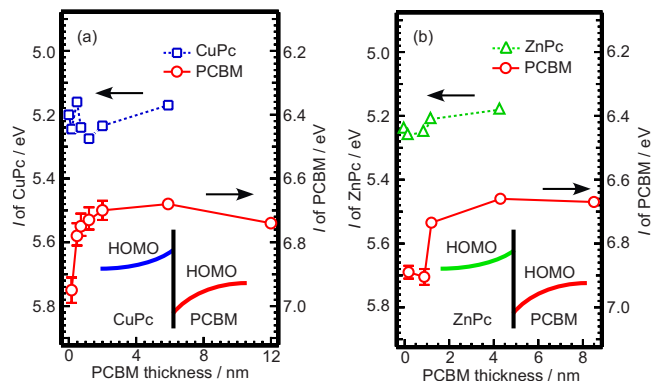 (a)
CuPc
PCBM
I of CuPc / eV
5.0
5.2
5.4
5.6
5.8
6.2
6.4
6.6
6.8
7.0
I of PCBM / eV
HOMO
HOMO
CuPc
PCBM
0
4
8
12
PCBM thickness / nm
(b)
ZnPc
PCBM
I of ZnPc / eV
5.0
5.2
5.4
5.6
5.8
6.2
6.4
6.6
6.8
7.0
I of PCBM / eV
HOMO
HOMO
ZnPc
PCBM
0
2
4
6
8
PCBM thickness / nm